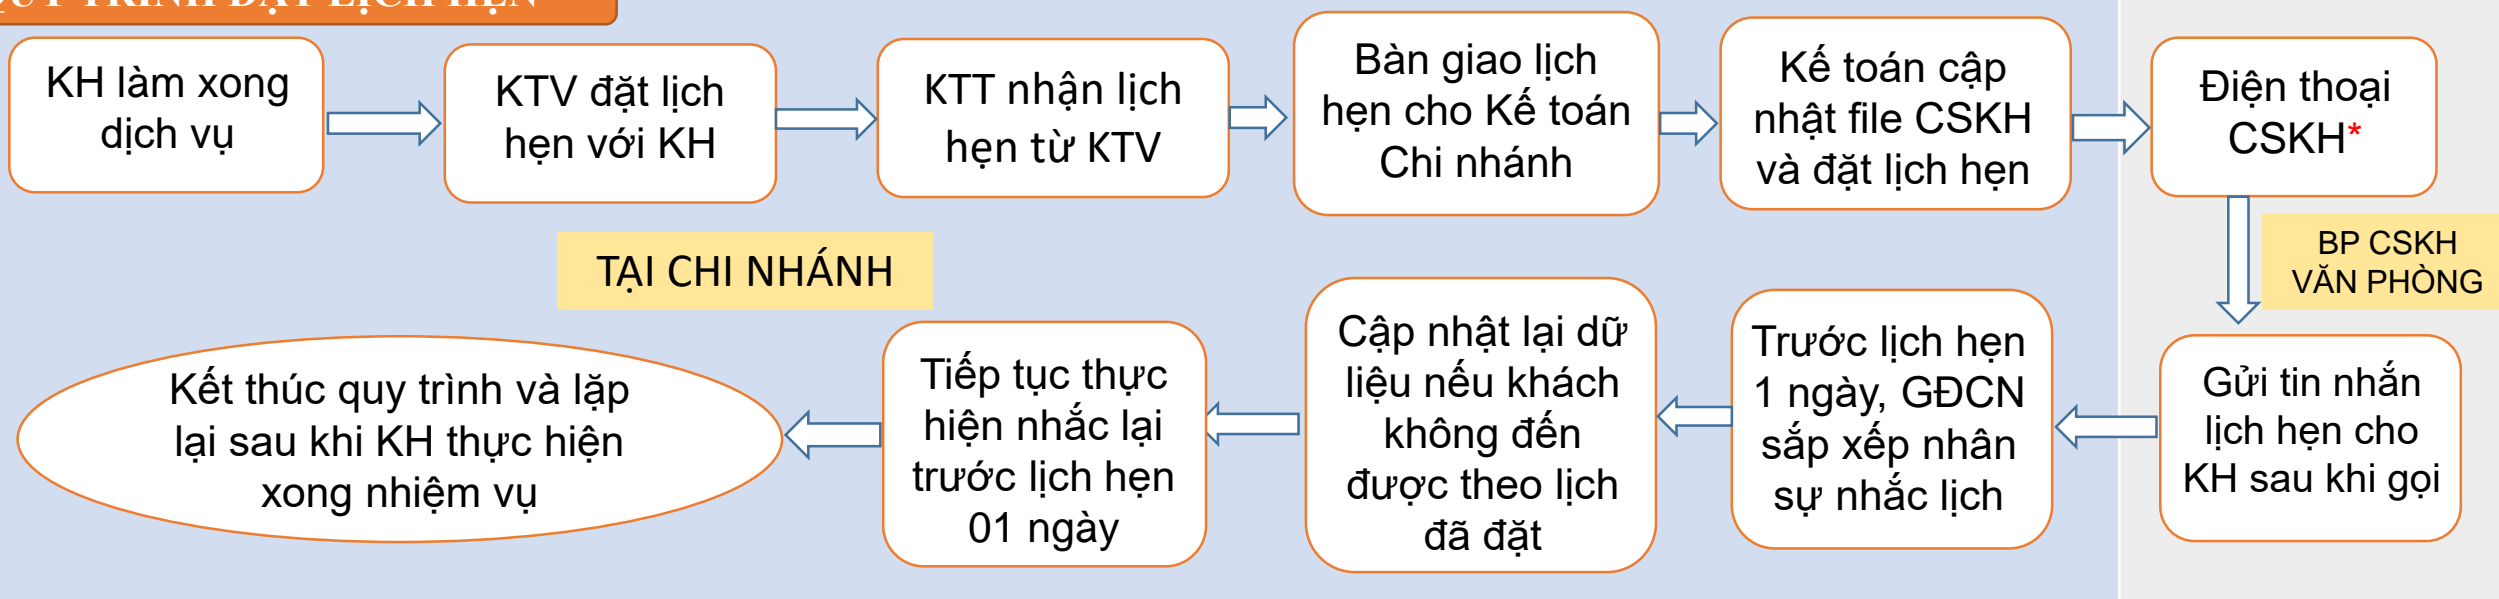 QUY TRÌNH ĐẶT LỊCH HẸN
KH làm xong
dịch vụ
KTV đặt lịch
hẹn với KH
KTT nhận lịch
hẹn từ KTV
Bàn giao lịch
hẹn cho Kế toán
Chi nhánh
Kế toán cập
nhật file CSKH
và đặt lịch hẹn
Điện thoại
CSKH*
BP CSKH
VĂN PHÒNG
TẠI CHI NHÁNH
Gửi tin nhắn
lịch hẹn cho
KH sau khi gọi
Trước lịch hẹn
1 ngày, GĐCN
sắp xếp nhân
sự nhắc lịch
Cập nhật lại dữ
liệu nếu khách
không đến
được theo lịch
đã đặt
Tiếp tục thực
hiện nhắc lại
trước lịch hẹn
01 ngày
Kết thúc quy trình và lặp
lại sau khi KH thực hiện
xong nhiệm vụ